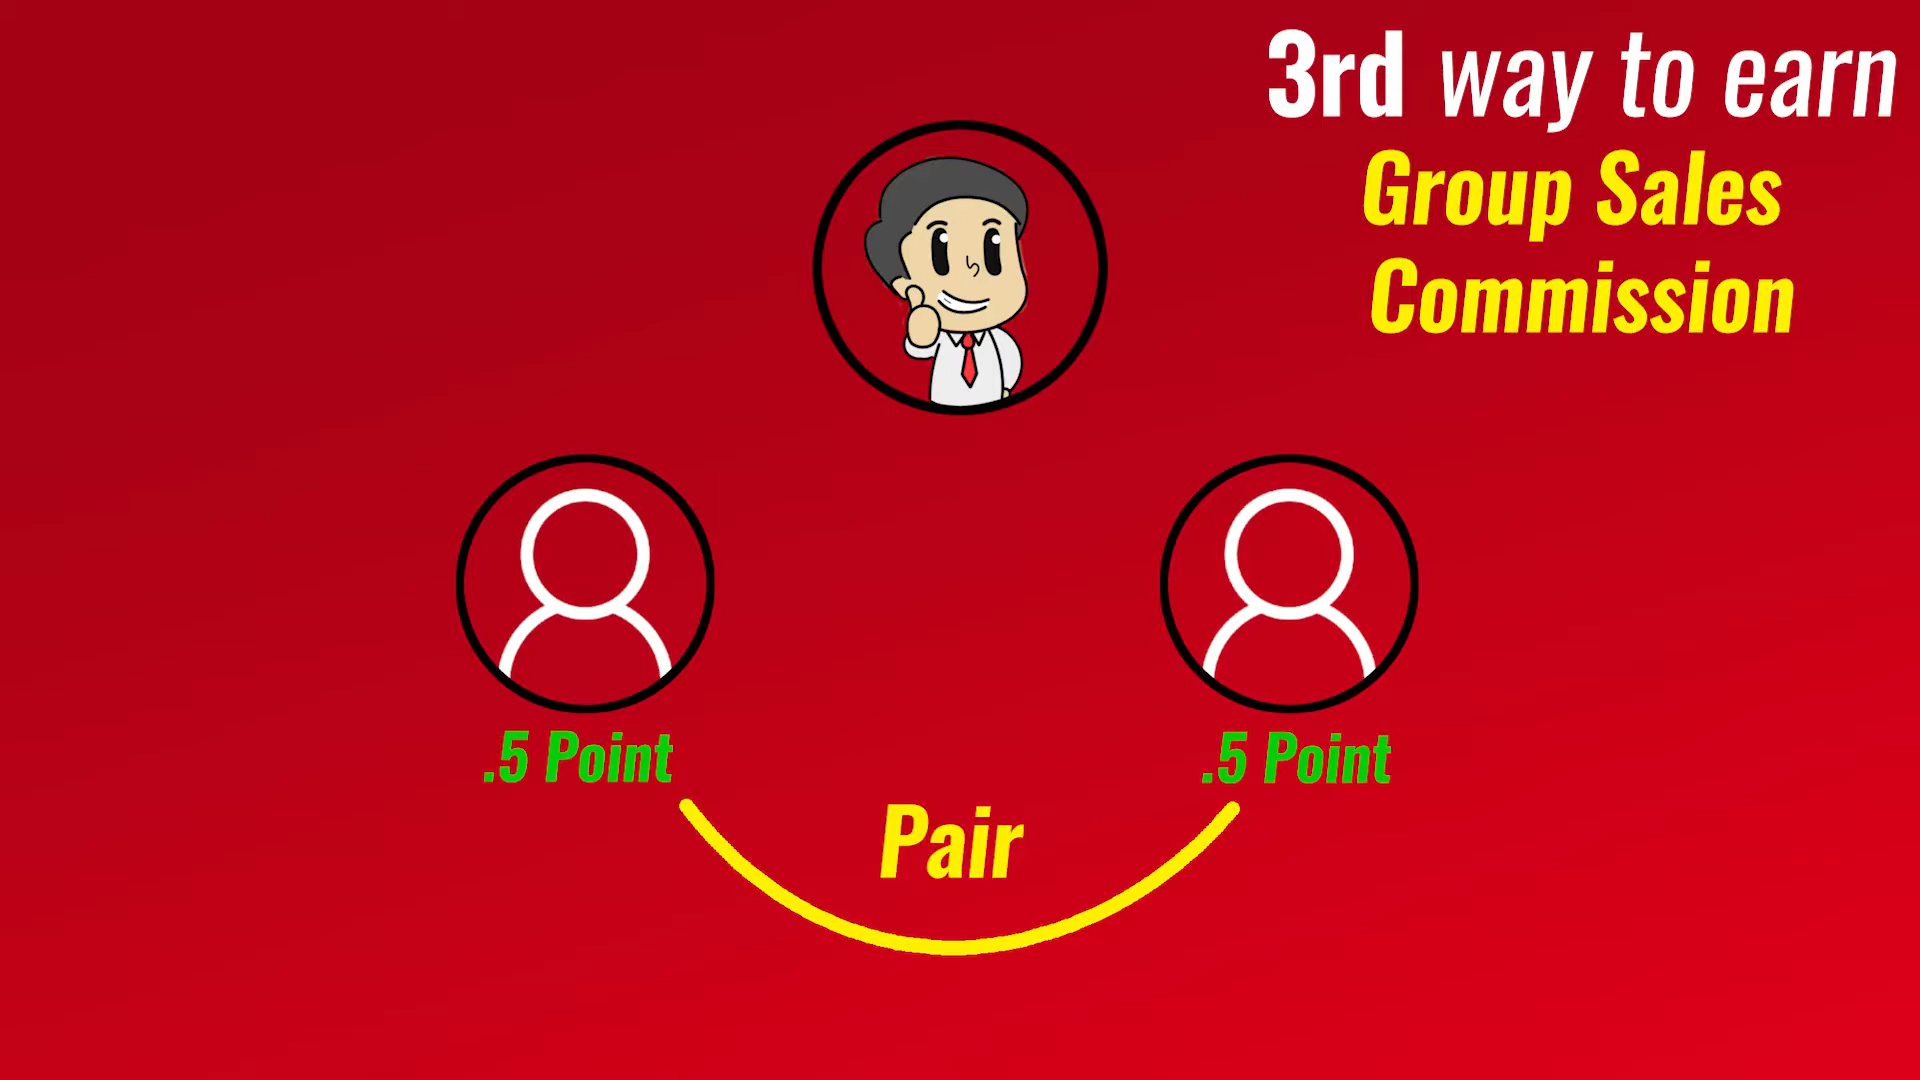 3rd way to earn
Group Sales
Commission
.5 Point
.5 Point
Pair